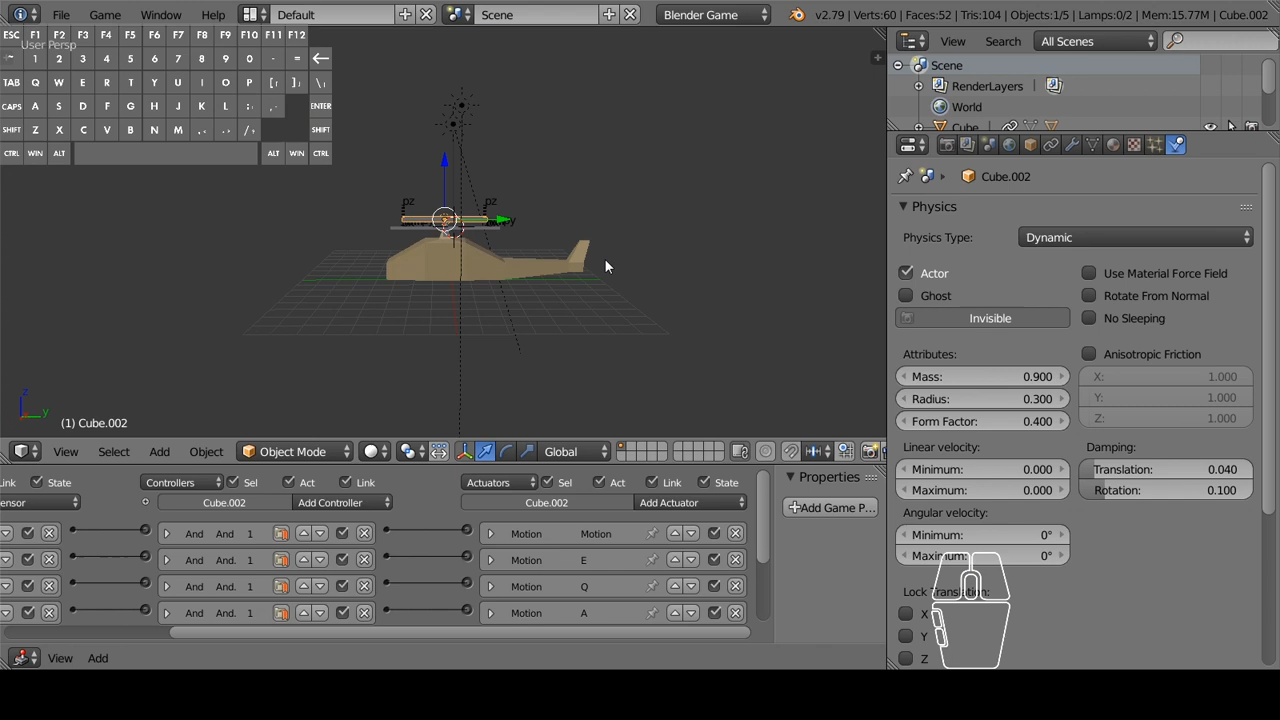 File Game Window Help Default Scene Blender Game v2.79 | Verts:60 | Faces:52 | Tris:104 | Objects:1/5 | Lamps:0/2 | Mem:15.77M | Cube.002
ESC F1 F2 F3 F4 F5 F6 F7 F8 F9 F10 F11 F12
User Persp
~ 1 2 3 4 5 6 7 8 9 0 - =
TAB Q W E R T Y U I O P [ ] \
CAPS A S D F G H J K L ; ' ENTER
SHIFT Z X C V B N M , . / SHIFT
CTRL WIN ALT ALT WIN CTRL
pz pz
y
z
y
(1) Cube.002
View Select Add Object Object Mode Global
View Search All Scenes
Scene
RenderLayers
World
Cube
Cube.002
Physics
Physics Type: Dynamic
Actor Use Material Force Field
Ghost Rotate From Normal
Invisible No Sleeping
Attributes: Anisotropic Friction
Mass: 0.900 X: 1.000
Radius: 0.300 Y: 1.000
Form Factor: 0.400 Z: 1.000
Linear velocity: Damping:
Minimum: 0.000 Translation: 0.040
Maximum: 0.000 Rotation: 0.100
Angular velocity:
Minimum: 0°
Maximum: 0°
Lock Translation:
X
Y
Z
Link State Controllers Sel Act Link Actuators Sel Act Link State
ensor Cube.002 Add Controller Cube.002 Add Actuator
And And 1 Motion Motion
And And. 1 Motion E
And And. 1 Motion Q
And And. 1 Motion A
Properties
Add Game P...
View Add